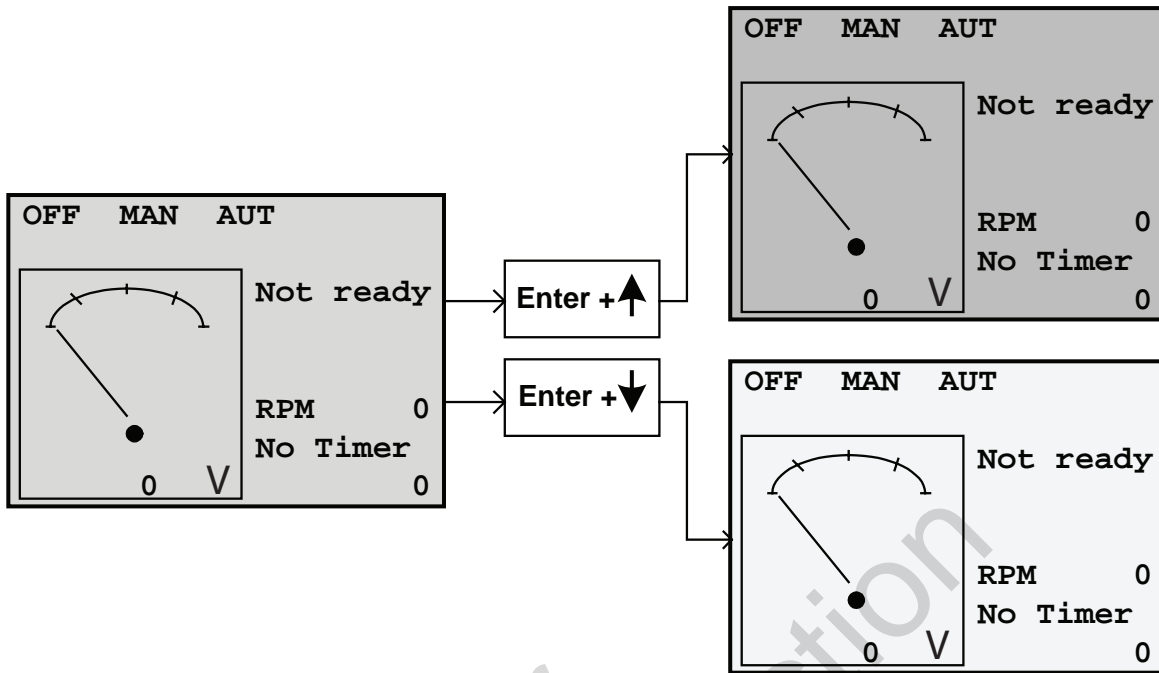 OFF MAN AUT
Not ready
RPM 0
No Timer
0 V 0
Enter + ↑
Enter + ↓
OFF MAN AUT
Not ready
RPM 0
No Timer
0 V 0
OFF MAN AUT
Not ready
RPM 0
No Timer
0 V 0